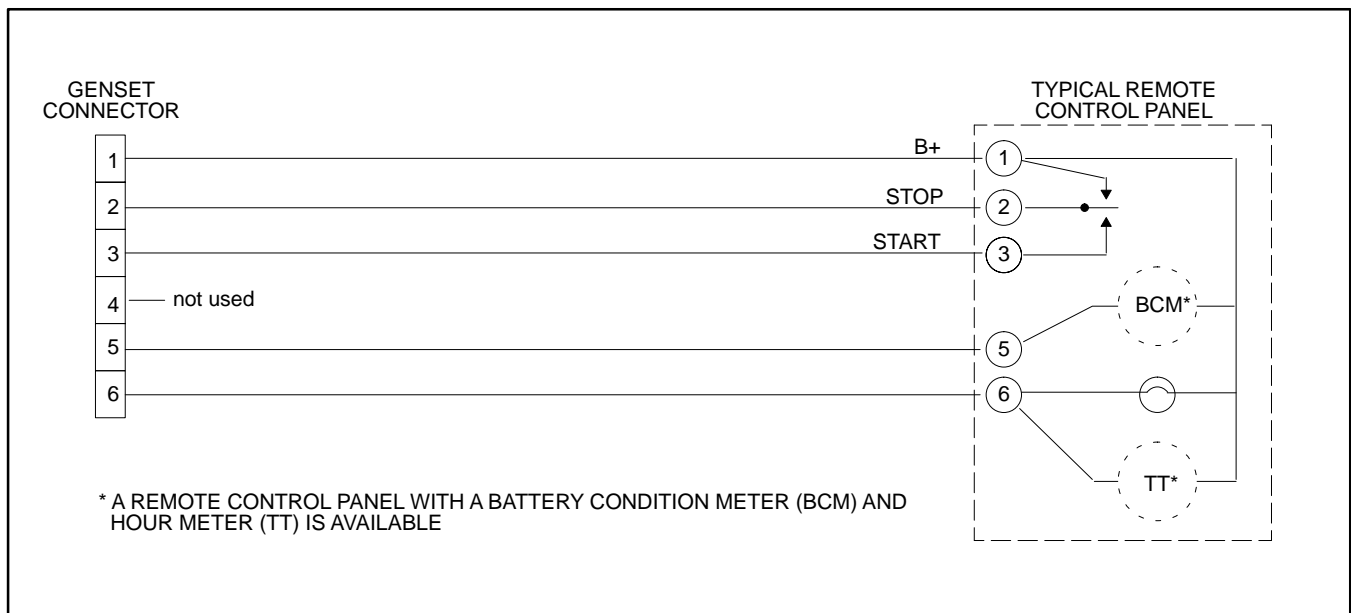 GENSET
CONNECTOR
TYPICAL REMOTE
CONTROL PANEL
1
B+
1
2
STOP
2
3
START
3
4
not used
BCM*
5
5
6
6
TT*
* A REMOTE CONTROL PANEL WITH A BATTERY CONDITION METER (BCM) AND
HOUR METER (TT) IS AVAILABLE